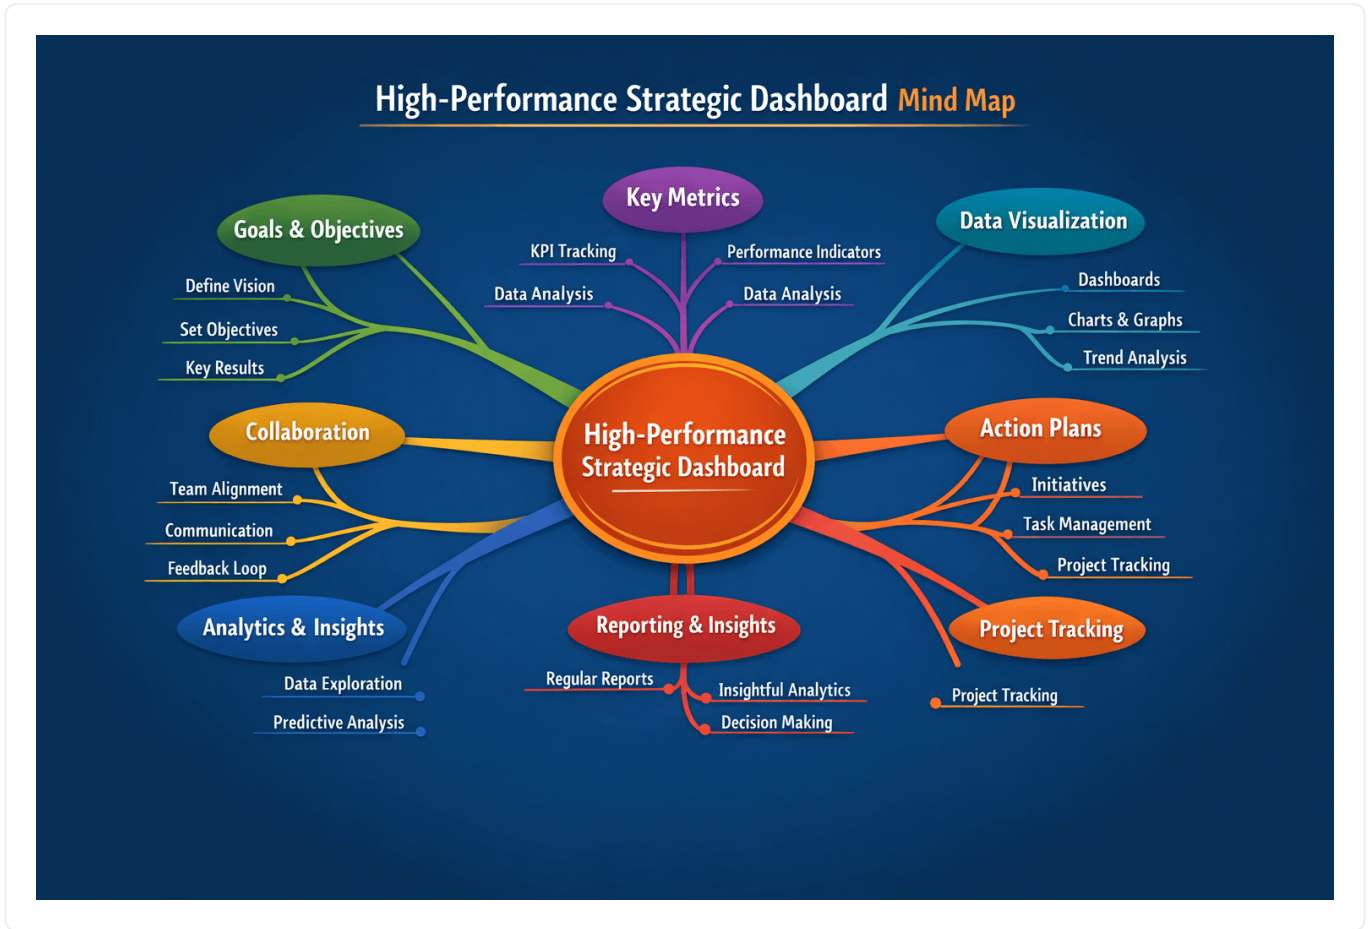 High-Performance Strategic Dashboard Mind Map
Goals & Objectives
Define Vision
Set Objectives
Key Results
Key Metrics
KPI Tracking
Performance Indicators
Data Analysis
Data Analysis
Data Visualization
Dashboards
Charts & Graphs
Trend Analysis
High-Performance
Strategic Dashboard
Collaboration
Team Alignment
Communication
Feedback Loop
Action Plans
Initiatives
Task Management
Project Tracking
Analytics & Insights
Data Exploration
Predictive Analysis
Reporting & Insights
Regular Reports
Insightful Analytics
Decision Making
Project Tracking
Project Tracking